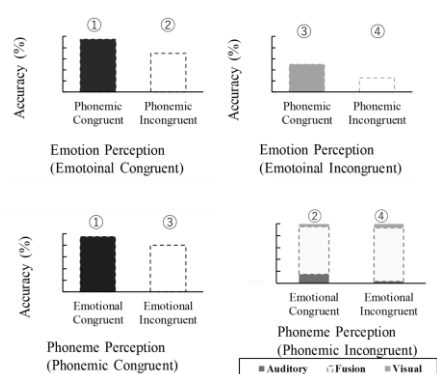 ① ②
Accuracy (%)
Phonemic Congruent
Phonemic Incongruent
Emotion Perception
(Emotoinal Congruent)
③ ④
Accuracy (%)
Phonemic Congruent
Phonemic Incongruent
Emotion Perception
(Emotoinal Incongruent)
① ③
Accuracy (%)
Emotional Congruent
Emotional Incongruent
Phoneme Perception
(Phonemic Congruent)
② ④
Emotional Congruent
Emotional Incongruent
Phoneme Perception
(Phonemic Incongruent)
Auditory Fusion Visual